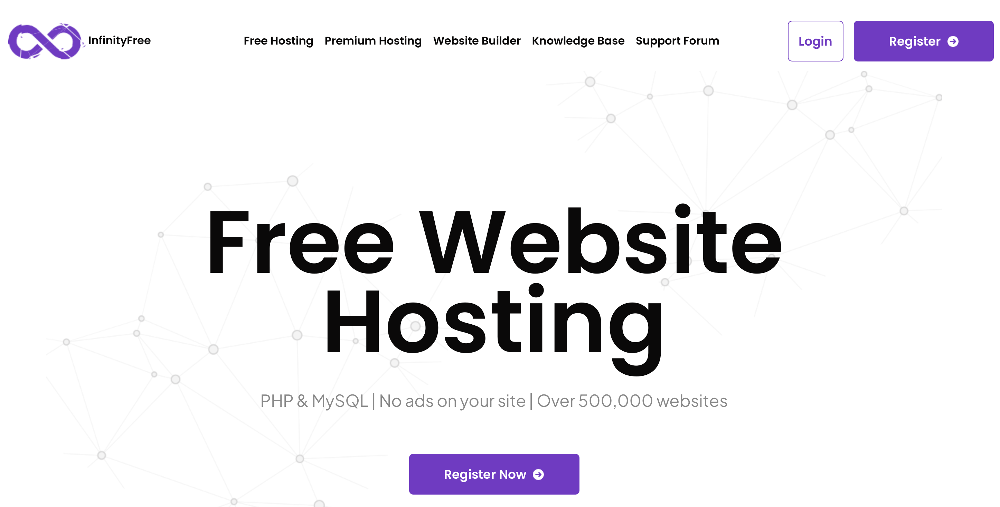 InfinityFree
Free Hosting Premium Hosting Website Builder Knowledge Base Support Forum
Login
Register
Free Website
Hosting
PHP & MySQL | No ads on your site | Over 500,000 websites
Register Now